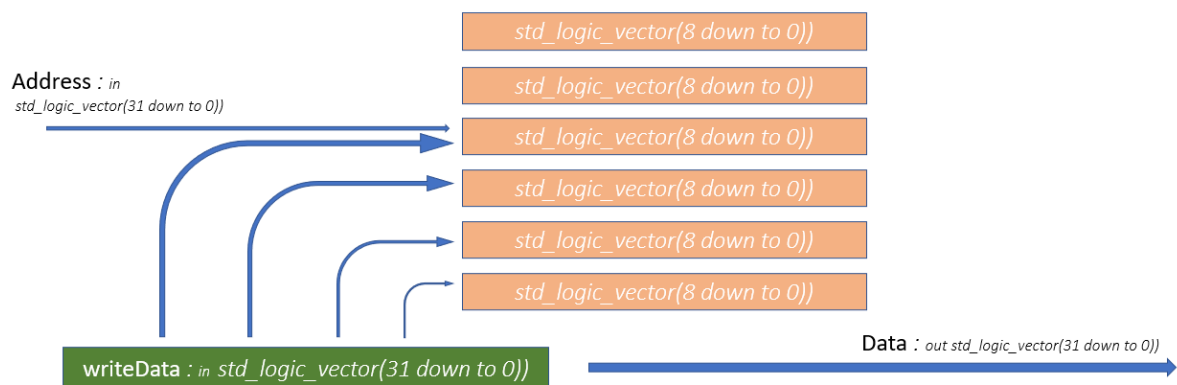 std_logic_vector(8 down to 0))
Address : in
std_logic_vector(31 down to 0))
std_logic_vector(8 down to 0))
std_logic_vector(8 down to 0))
std_logic_vector(8 down to 0))
std_logic_vector(8 down to 0))
std_logic_vector(8 down to 0))
writeData : in std_logic_vector(31 down to 0))
Data : out std_logic_vector(31 down to 0))